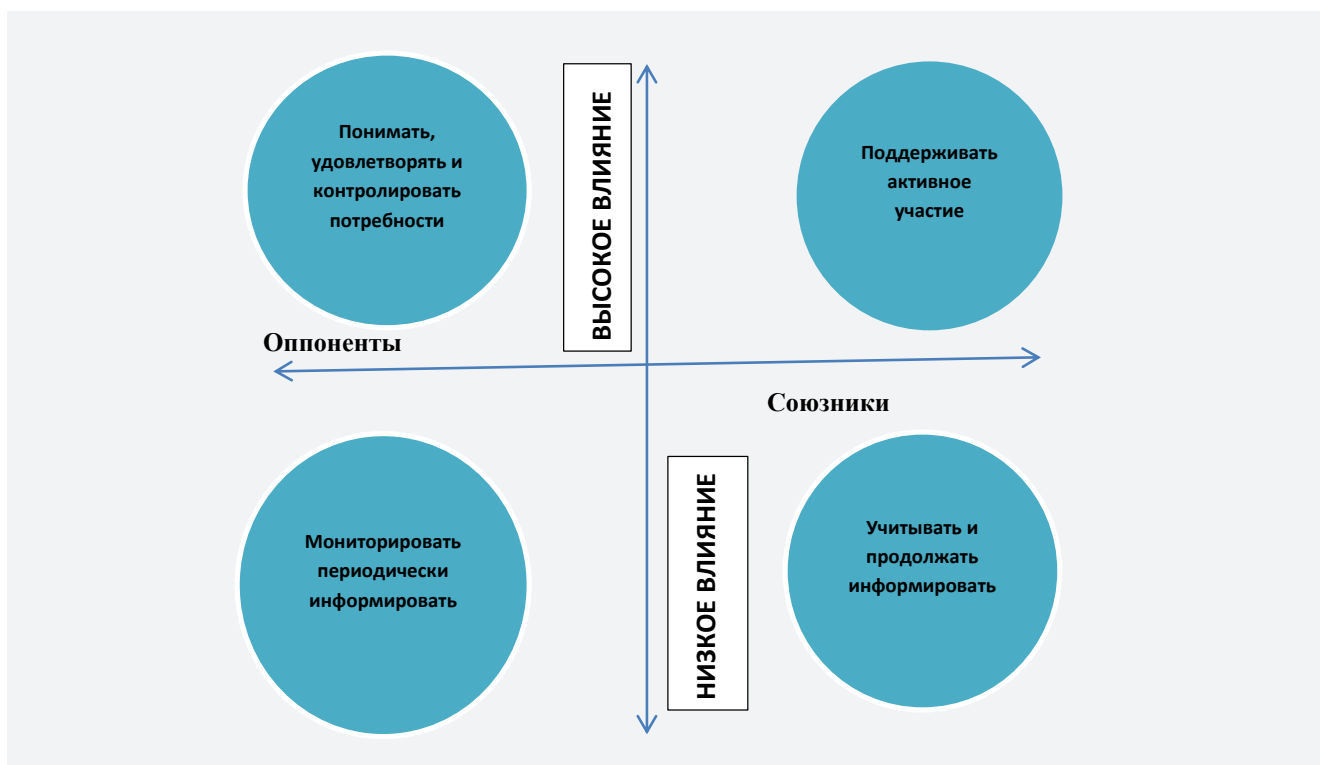 Понимать,
удовлетворять и
контролировать
потребности
ВЫСОКОЕ ВЛИЯНИЕ
Поддерживать
активное
участие
Оппоненты
Союзники
Мониторировать
периодически
информировать
НИЗКОЕ ВЛИЯНИЕ
Учитывать и
продолжать
информировать